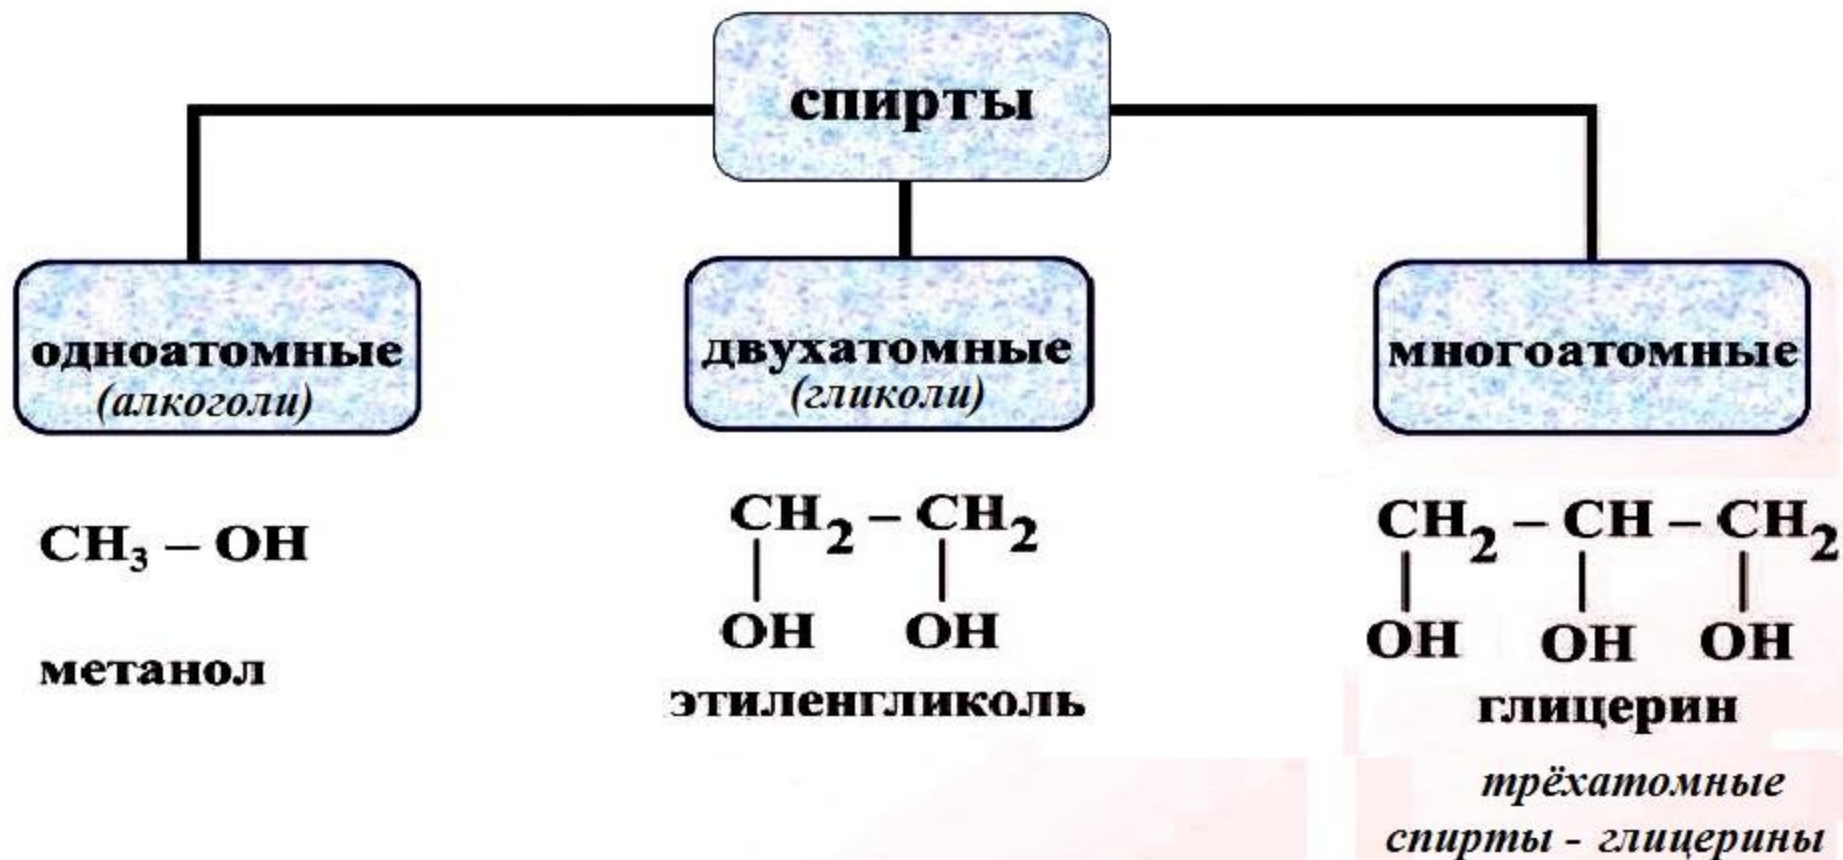 спирты
одноатомные
(алкоголи)
двухатомные
(гликоли)
многоатомные
CH₃ – OH
метанол
CH₂ – CH₂
OH OH
этиленгликоль
CH₂ – CH – CH₂
OH OH OH
глицерин
трёхатомные
спирты - глицерины